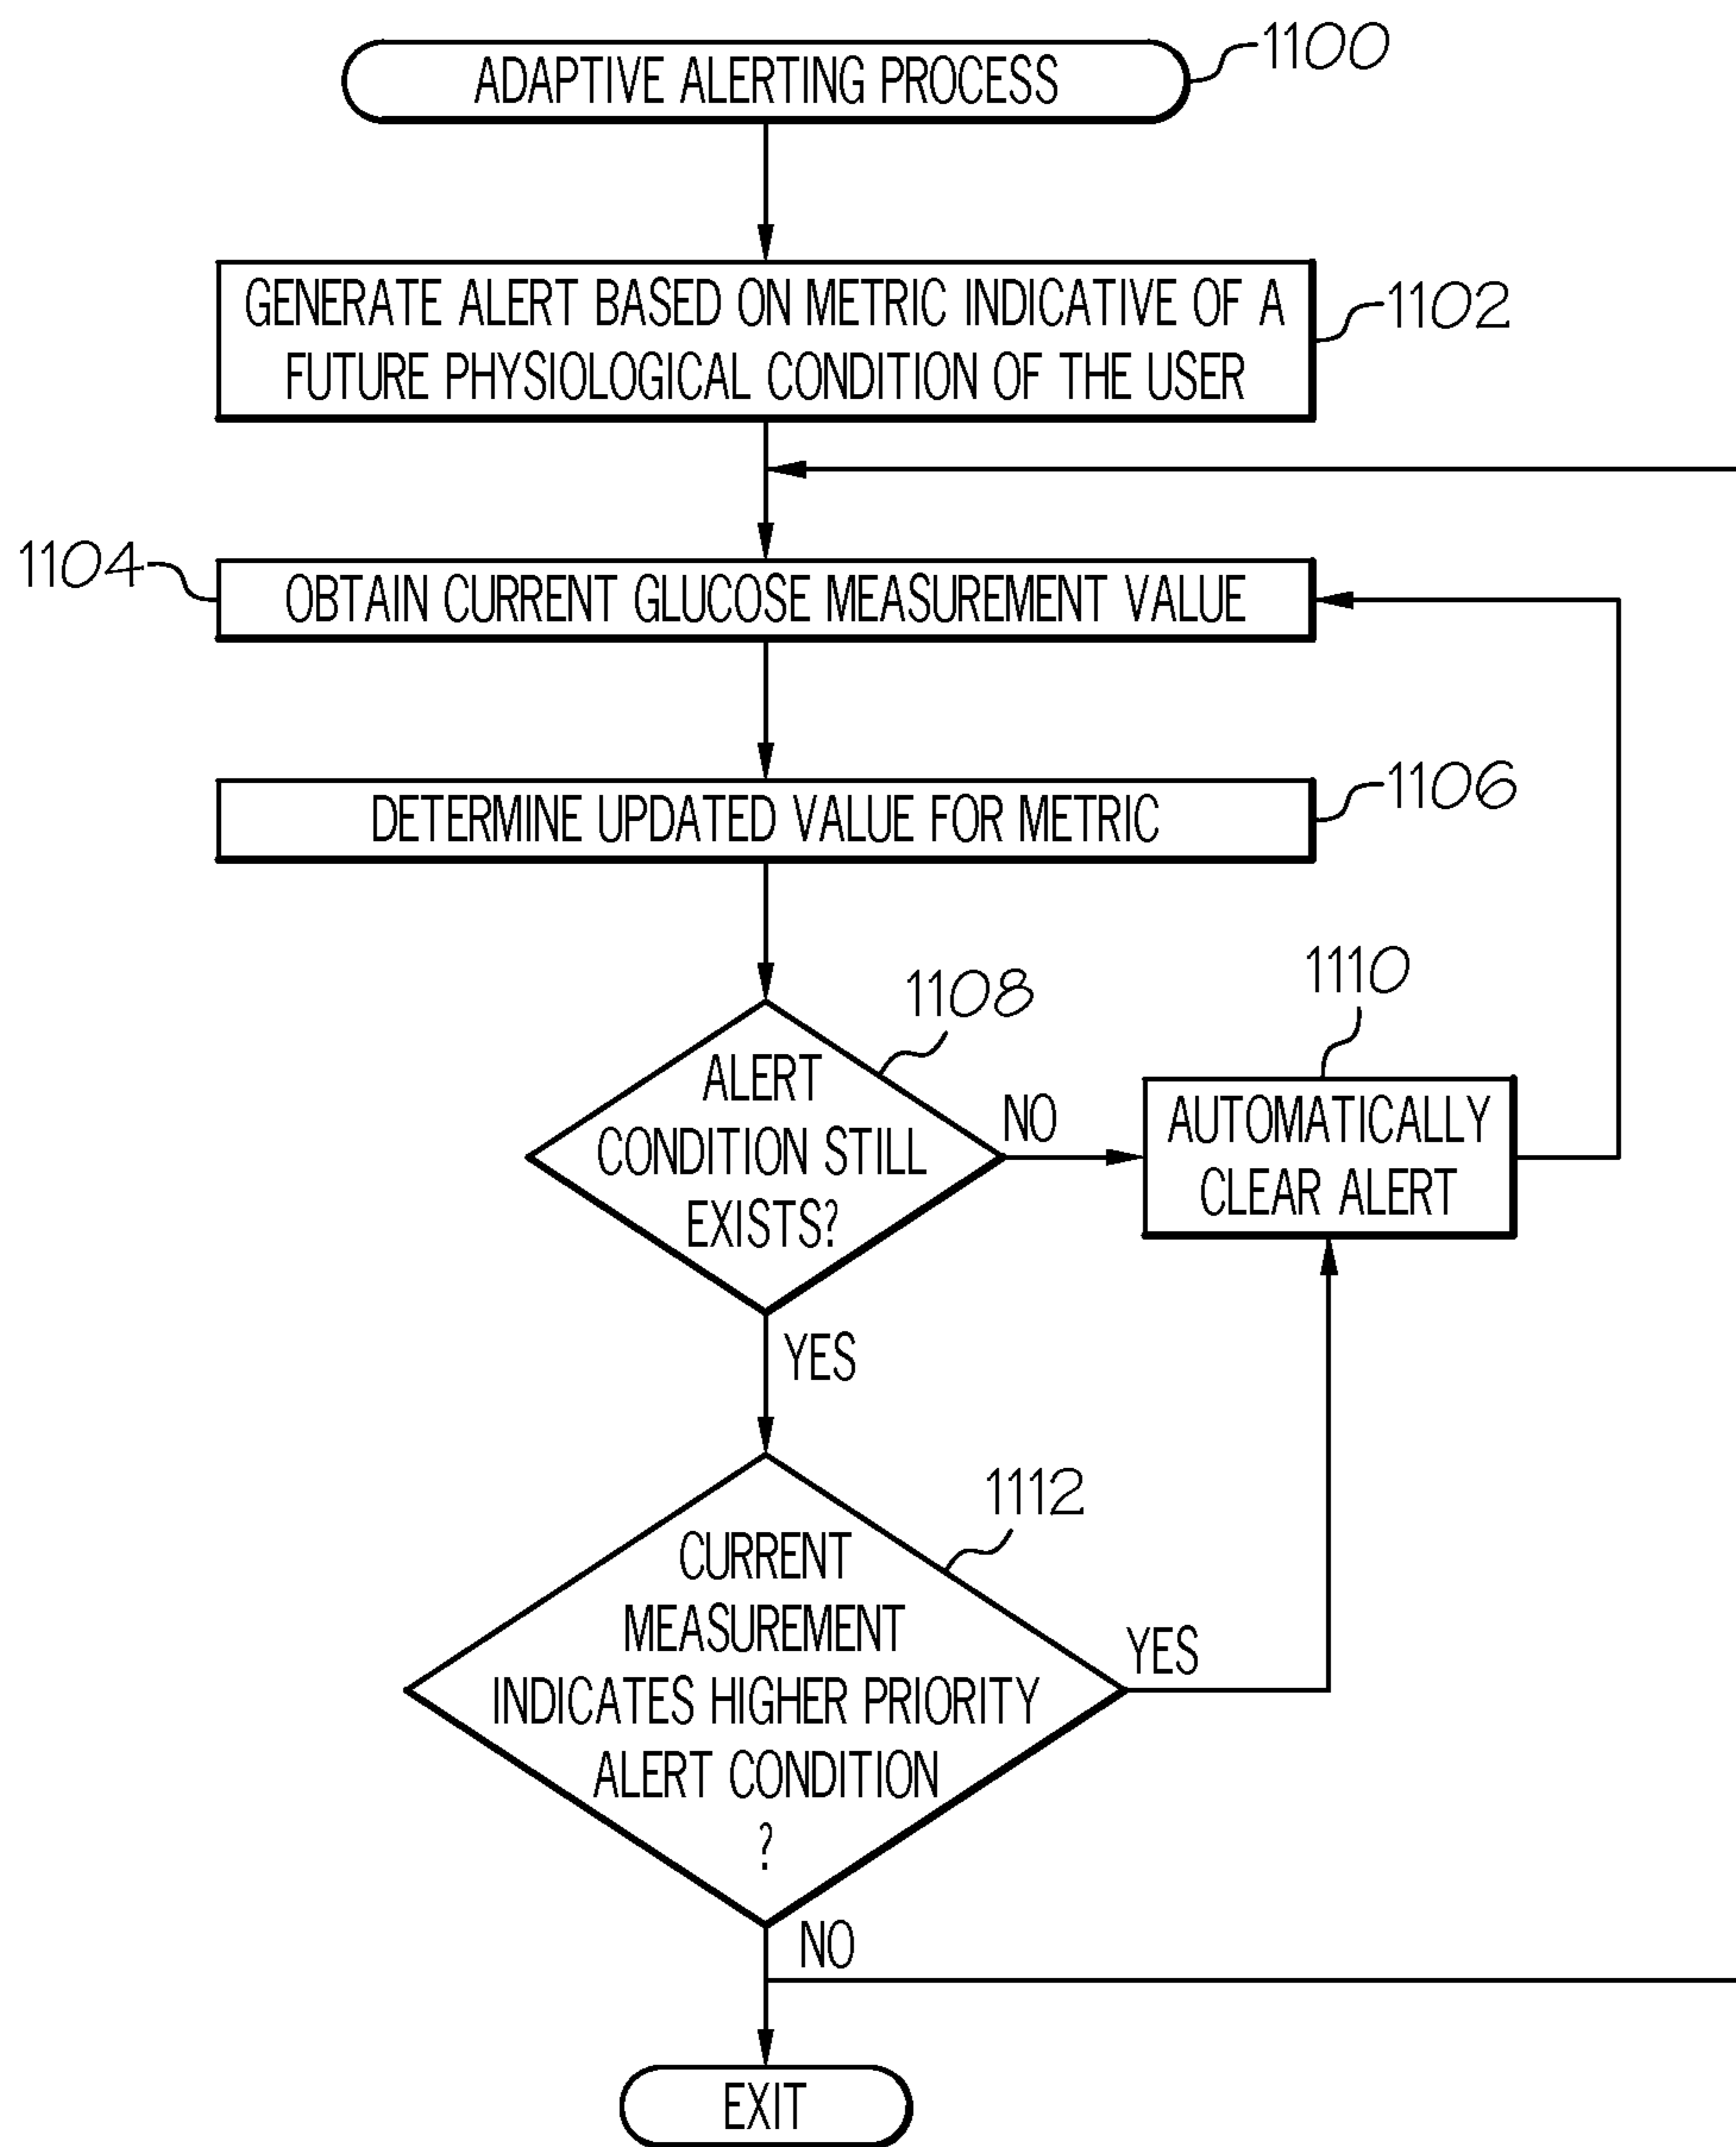 ADAPTIVE ALERTING PROCESS
1100
GENERATE ALERT BASED ON METRIC INDICATIVE OF A
FUTURE PHYSIOLOGICAL CONDITION OF THE USER
1102
1104
OBTAIN CURRENT GLUCOSE MEASUREMENT VALUE
DETERMINE UPDATED VALUE FOR METRIC
1106
ALERT
CONDITION STILL
EXISTS?
1108
NO
1110
AUTOMATICALLY
CLEAR ALERT
YES
CURRENT
MEASUREMENT
INDICATES HIGHER PRIORITY
ALERT CONDITION
?
1112
YES
NO
EXIT